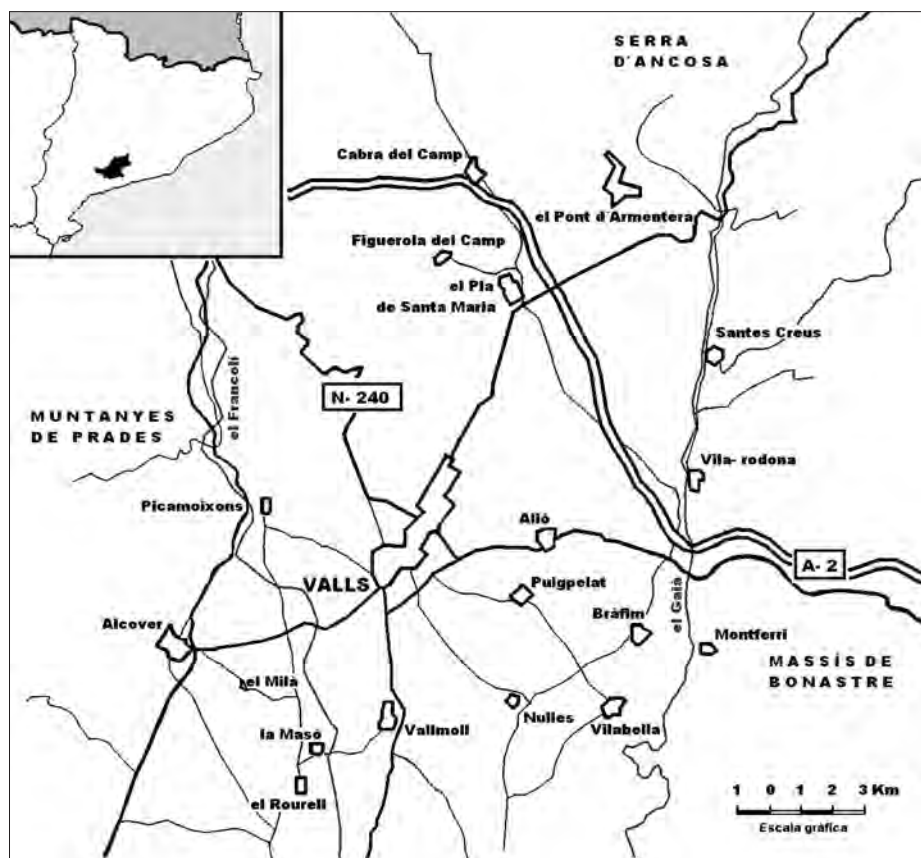 SERRA
D'ANCOSA
Cabra del Camp
el Pont d'Armentera
Figuerola del Camp
el Pla
de Santa Maria
Santes Creus
el Francolí
N- 240
MUNTANYES
DE PRADES
Vila- rodona
Picamoixons
Alió
A- 2
VALLS
Puigpelat
el Gaià
Alcover
Bràfim
Montferri
MASSÍS DE
BONASTRE
el Milà
Nulles
Vilabella
Vallmoll
la Masó
el Rourell
1 0 1 2 3 Km
Escala gràfica